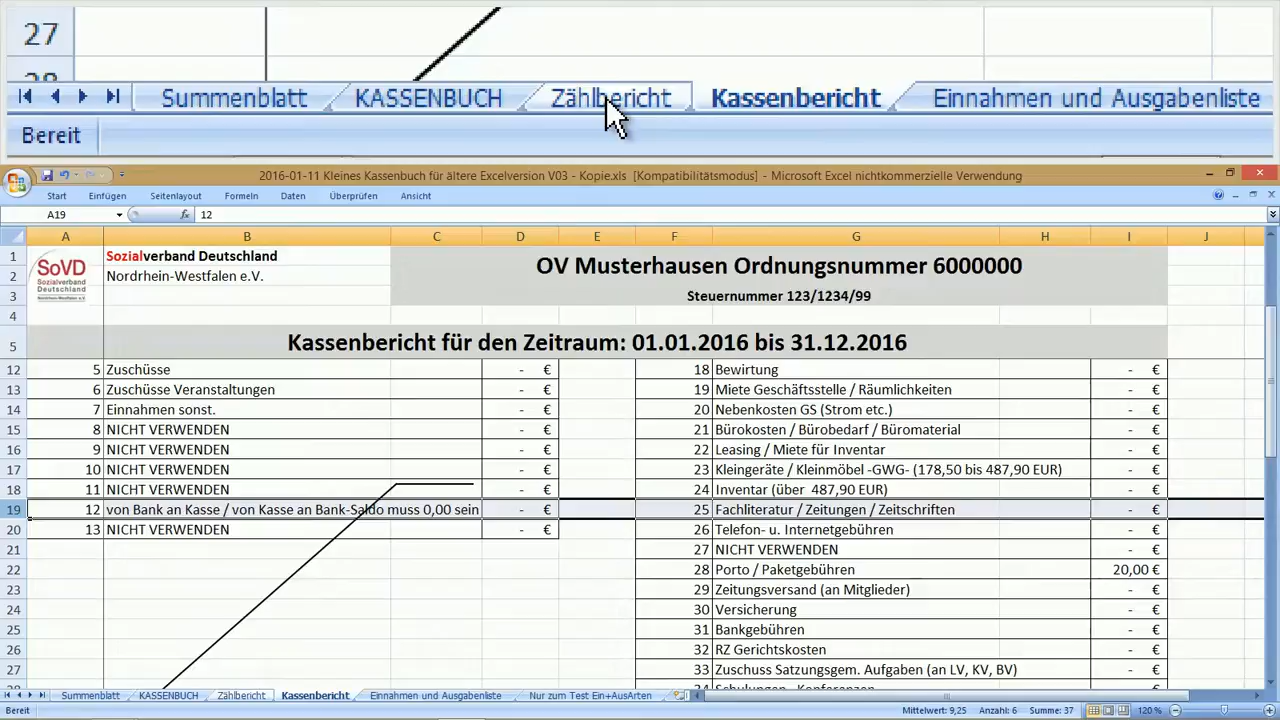 27
28
Summenblatt KASSENBUCH Zählbericht Kassenbericht Einnahmen und Ausgabenliste
Bereit
2016-01-11 Kleines Kassenbuch für ältere Excelversion V03 - Kopie.xls [Kompatibilitätsmodus] - Microsoft Excel nichtkommerzielle Verwendung
Start Einfügen Seitenlayout Formeln Daten Überprüfen Ansicht
A19 fx 12
A B C D E F G H I J
1 SoVD Sozialverband Deutschland Nordrhein-Westfalen e.V. Sozialverband Deutschland OV Musterhausen Ordnungsnummer 6000000
2 Nordrhein-Westfalen e.V.
3 Steuernummer 123/1234/99
4
5 Kassenbericht für den Zeitraum: 01.01.2016 bis 31.12.2016
12 5 Zuschüsse - € 18 Bewirtung - €
13 6 Zuschüsse Veranstaltungen - € 19 Miete Geschäftsstelle / Räumlichkeiten - €
14 7 Einnahmen sonst. - € 20 Nebenkosten GS (Strom etc.) - €
15 8 NICHT VERWENDEN - € 21 Bürokosten / Bürobedarf / Büromaterial - €
16 9 NICHT VERWENDEN - € 22 Leasing / Miete für Inventar - €
17 10 NICHT VERWENDEN - € 23 Kleingeräte / Kleinmöbel -GWG- (178,50 bis 487,90 EUR) - €
18 11 NICHT VERWENDEN - € 24 Inventar (über 487,90 EUR) - €
19 12 von Bank an Kasse / von Kasse an Bank-Saldo muss 0,00 sein - € 25 Fachliteratur / Zeitungen / Zeitschriften - €
20 13 NICHT VERWENDEN - € 26 Telefon- u. Internetgebühren - €
21 27 NICHT VERWENDEN - €
22 28 Porto / Paketgebühren 20,00 €
23 29 Zeitungsversand (an Mitglieder) - €
24 30 Versicherung - €
25 31 Bankgebühren - €
26 32 RZ Gerichtskosten - €
27 33 Zuschuss Satzungsgem. Aufgaben (an LV, KV, BV) - €
28 34 Schulungen - Konferenzen - €
Summenblatt KASSENBUCH Zählbericht Kassenbericht Einnahmen und Ausgabenliste Nur zum Test Ein+AusArten
Bereit Mittelwert: 9,25 Anzahl: 6 Summe: 37 120 %